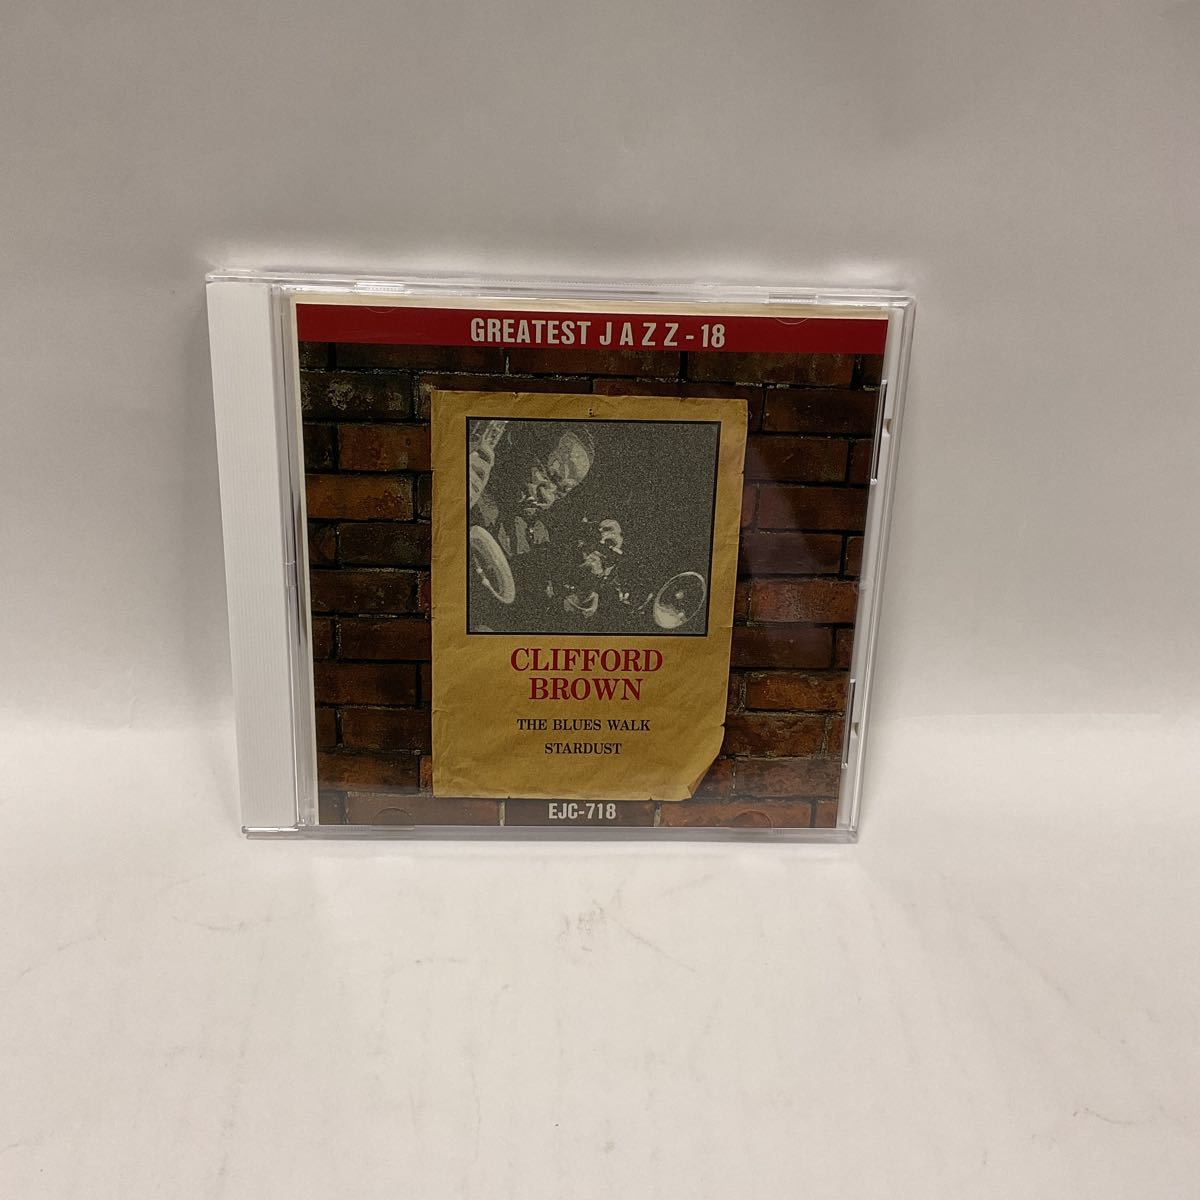 GREATEST JAZZ-18
CLIFFORD
BROWN
THE BLUES WALK
STARDUST
EJC-718